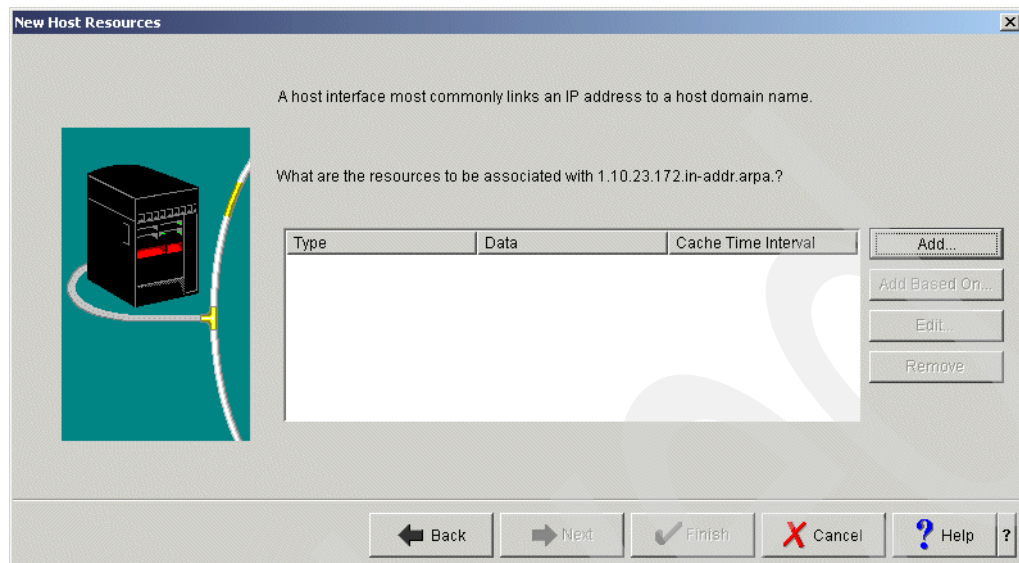 New Host Resources
A host interface most commonly links an IP address to a host domain name.
What are the resources to be associated with 1.10.23.172.in-addr.arpa.?
Type Data Cache Time Interval
Add...
Add Based On...
Edit...
Remove
Back Next Finish Cancel ? Help ?